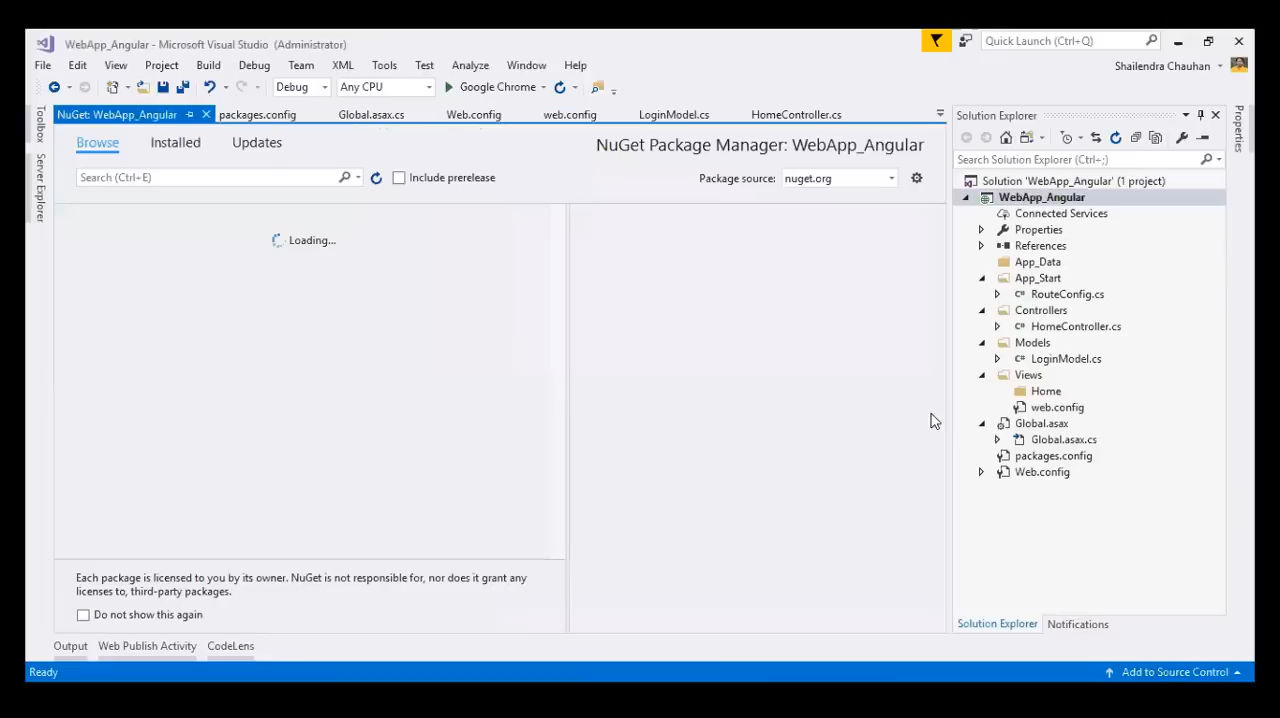 WebApp_Angular - Microsoft Visual Studio (Administrator)
Quick Launch (Ctrl+Q)
File Edit View Project Build Debug Team XML Tools Test Analyze Window Help
Shailendra Chauhan
Debug Any CPU Google Chrome
NuGet: WebApp_Angular packages.config Global.asax.cs Web.config web.config LoginModel.cs HomeController.cs
Toolbox
Server Explorer
Browse Installed Updates
NuGet Package Manager: WebApp_Angular
Search (Ctrl+E)
Include prerelease
Package source: nuget.org
Loading...
Each package is licensed to you by its owner. NuGet is not responsible for, nor does it grant any
licenses to, third-party packages.
Do not show this again
Solution Explorer
Search Solution Explorer (Ctrl+;)
Solution 'WebApp_Angular' (1 project)
WebApp_Angular
Connected Services
Properties
References
App_Data
App_Start
RouteConfig.cs
Controllers
HomeController.cs
Models
LoginModel.cs
Views
Home
web.config
Global.asax
Global.asax.cs
packages.config
Web.config
Solution Explorer Notifications
Properties
Output Web Publish Activity CodeLens
Ready
Add to Source Control